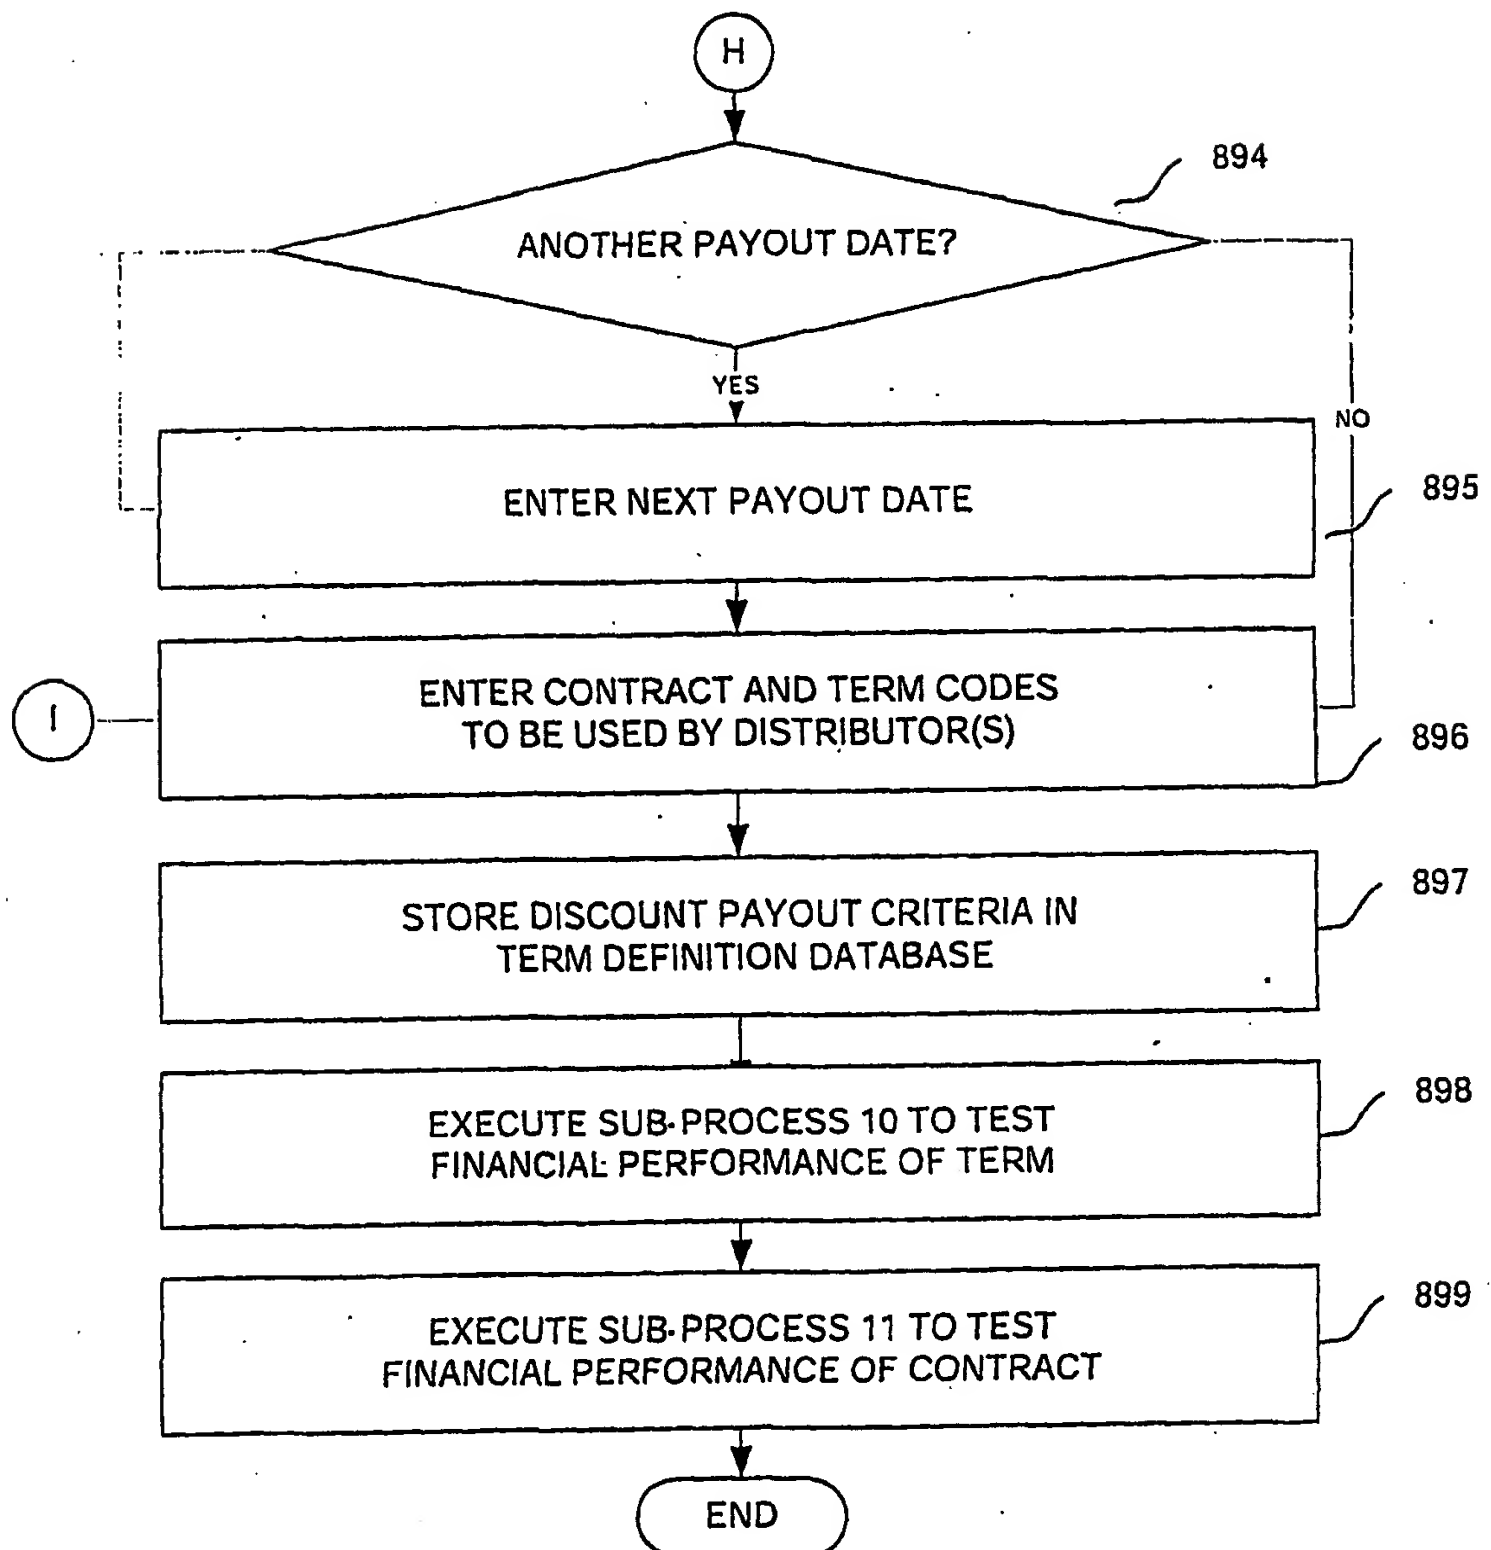 H
894
ANOTHER PAYOUT DATE?
YES
NO
ENTER NEXT PAYOUT DATE
895
ENTER CONTRACT AND TERM CODES
TO BE USED BY DISTRIBUTOR(S)
I
896
STORE DISCOUNT PAYOUT CRITERIA IN
TERM DEFINITION DATABASE
897
EXECUTE SUB-PROCESS 10 TO TEST
FINANCIAL PERFORMANCE OF TERM
898
EXECUTE SUB-PROCESS 11 TO TEST
FINANCIAL PERFORMANCE OF CONTRACT
899
END